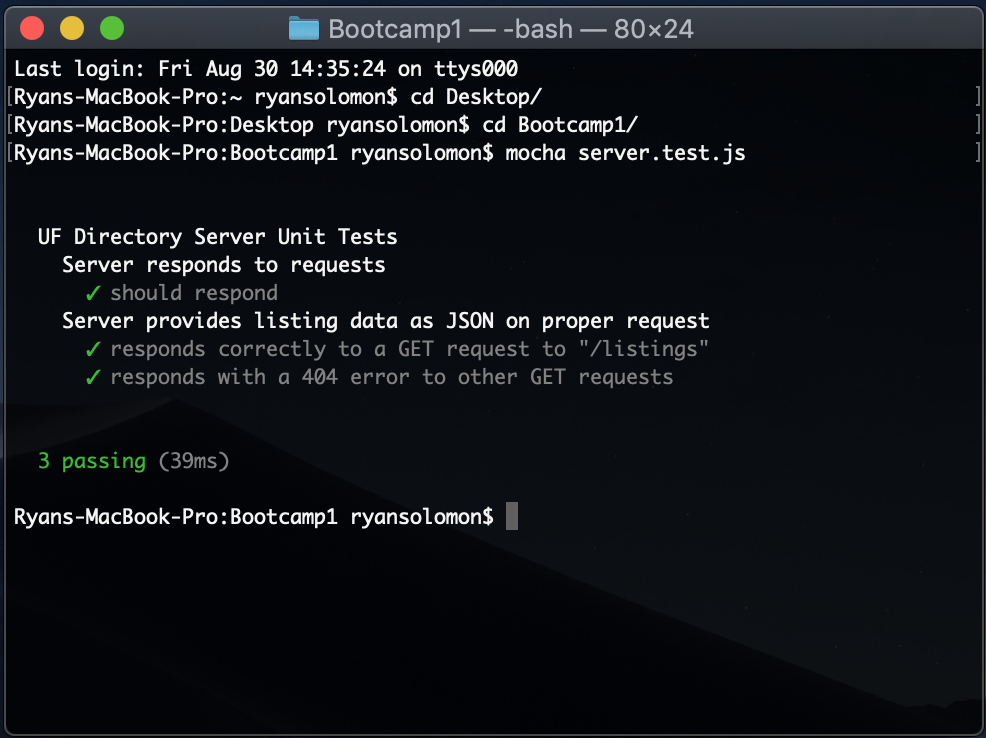 Bootcamp1 — -bash — 80×24
Last login: Fri Aug 30 14:35:24 on ttys000
[Ryans-MacBook-Pro:~ ryansolomon$ cd Desktop/ ]
[Ryans-MacBook-Pro:Desktop ryansolomon$ cd Bootcamp1/ ]
[Ryans-MacBook-Pro:Bootcamp1 ryansolomon$ mocha server.test.js ]
UF Directory Server Unit Tests
Server responds to requests
✓ should respond
Server provides listing data as JSON on proper request
✓ responds correctly to a GET request to "/listings"
✓ responds with a 404 error to other GET requests
3 passing (39ms)
Ryans-MacBook-Pro:Bootcamp1 ryansolomon$